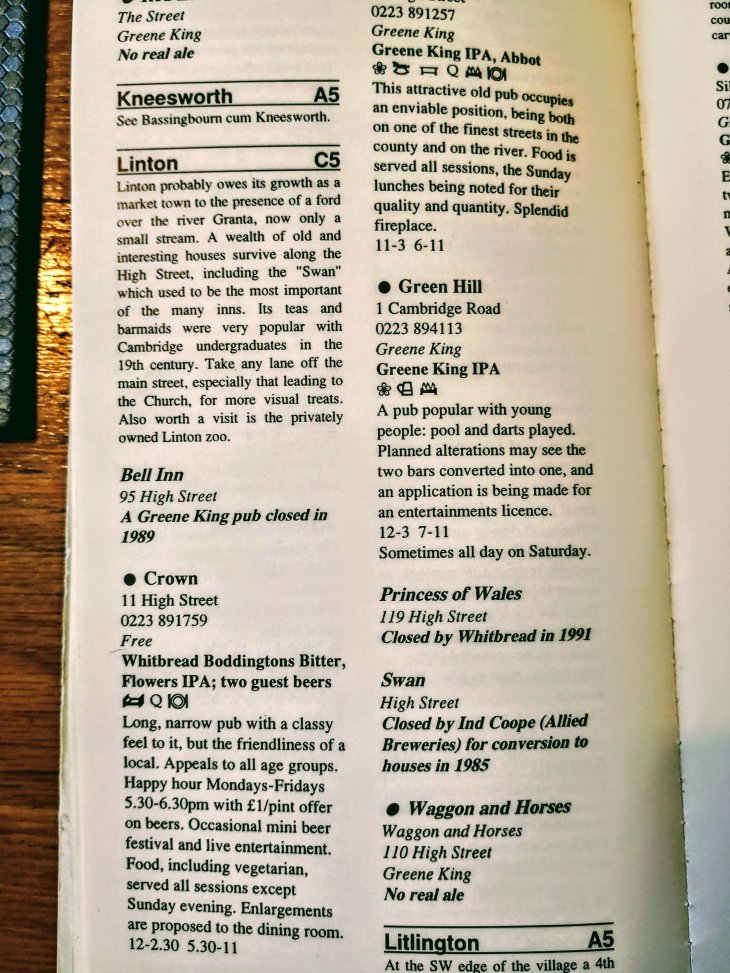 The Street
Greene King
No real ale
Kneesworth A5
See Bassingbourn cum Kneesworth.
Linton C5
Linton probably owes its growth as a
market town to the presence of a ford
over the river Granta, now only a
small stream. A wealth of old and
interesting houses survive along the
High Street, including the "Swan"
which used to be the most important
of the many inns. Its teas and
barmaids were very popular with
Cambridge undergraduates in the
19th century. Take any lane off the
main street, especially that leading to
the Church, for more visual treats.
Also worth a visit is the privately
owned Linton zoo.
Bell Inn
95 High Street
A Greene King pub closed in
1989
● Crown
11 High Street
0223 891759
Free
Whitbread Boddingtons Bitter,
Flowers IPA; two guest beers
Q
Long, narrow pub with a classy
feel to it, but the friendliness of a
local. Appeals to all age groups.
Happy hour Mondays-Fridays
5.30-6.30pm with £1/pint offer
on beers. Occasional mini beer
festival and live entertainment.
Food, including vegetarian,
served all sessions except
Sunday evening. Enlargements
are proposed to the dining room.
12-2.30 5.30-11
0223 891257
Greene King
Greene King IPA, Abbot
Q
This attractive old pub occupies
an enviable position, being both
on one of the finest streets in the
county and on the river. Food is
served all sessions, the Sunday
lunches being noted for their
quality and quantity. Splendid
fireplace.
11-3 6-11
● Green Hill
1 Cambridge Road
0223 894113
Greene King
Greene King IPA
A pub popular with young
people: pool and darts played.
Planned alterations may see the
two bars converted into one, and
an application is being made for
an entertainments licence.
12-3 7-11
Sometimes all day on Saturday.
Princess of Wales
119 High Street
Closed by Whitbread in 1991
Swan
High Street
Closed by Ind Coope (Allied
Breweries) for conversion to
houses in 1985
● Waggon and Horses
Waggon and Horses
110 High Street
Greene King
No real ale
Litlington A5
At the SW edge of the village a 4th